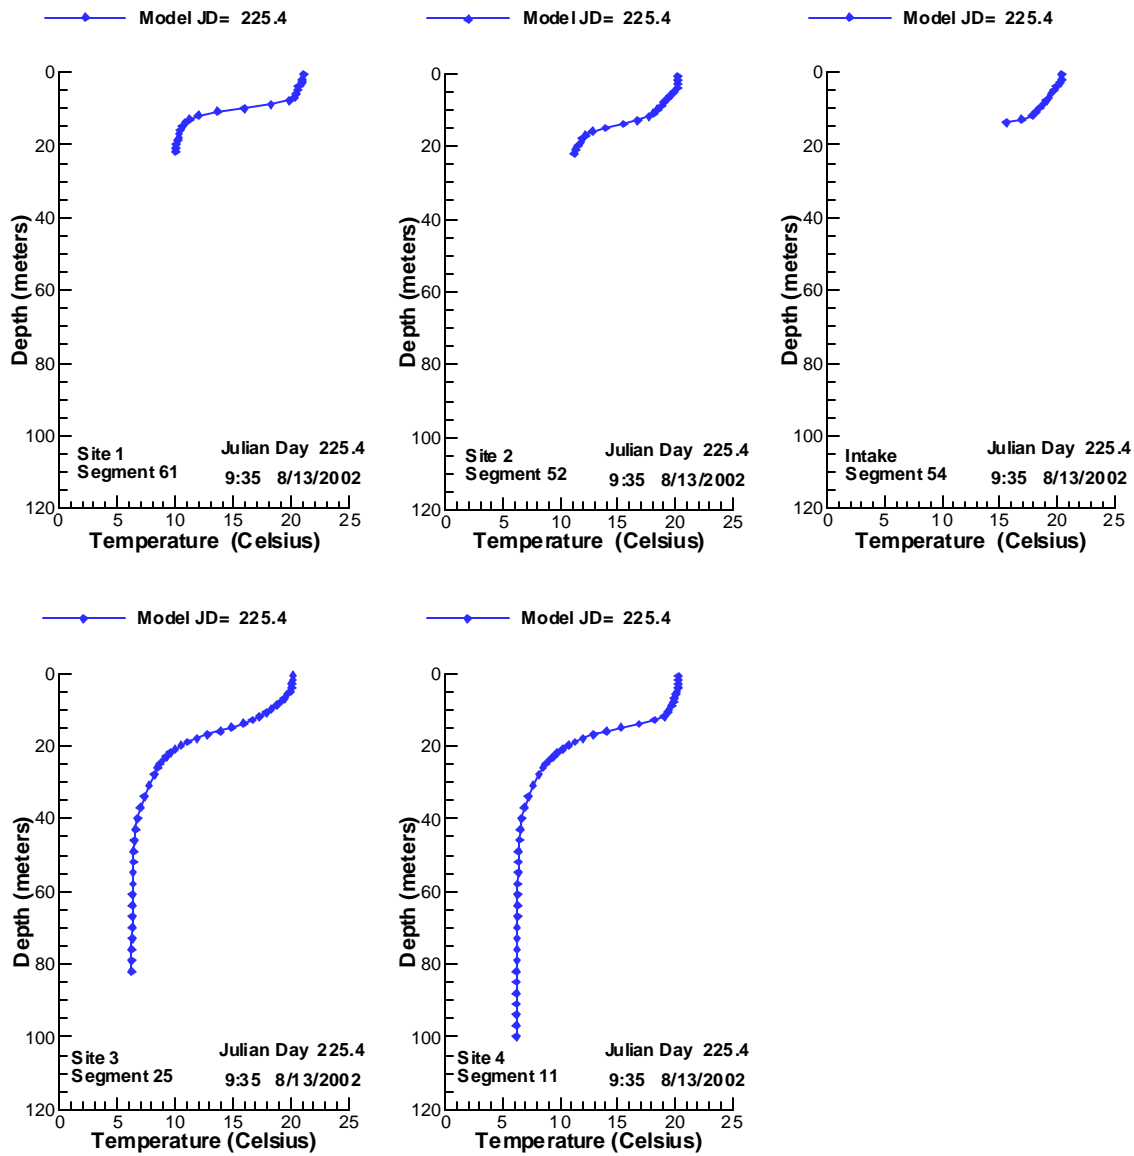 Model JD= 225.4
Model JD= 225.4
Model JD= 225.4
0
20
40
60
80
100
120
Depth (meters)
Site 1
Segment 61
Julian Day 225.4
9:35 8/13/2002
0 5 10 15 20 25
Temperature (Celsius)
0
20
40
60
80
100
120
Depth (meters)
Site 2
Segment 52
Julian Day 225.4
9:35 8/13/2002
0 5 10 15 20 25
Temperature (Celsius)
0
20
40
60
80
100
120
Depth (meters)
Intake
Segment 54
Julian Day 225.4
9:35 8/13/2002
0 5 10 15 20 25
Temperature (Celsius)
Model JD= 225.4
Model JD= 225.4
0
20
40
60
80
100
120
Depth (meters)
Site 3
Segment 25
Julian Day 225.4
9:35 8/13/2002
0 5 10 15 20 25
Temperature (Celsius)
0
20
40
60
80
100
120
Depth (meters)
Site 4
Segment 11
Julian Day 225.4
9:35 8/13/2002
0 5 10 15 20 25
Temperature (Celsius)